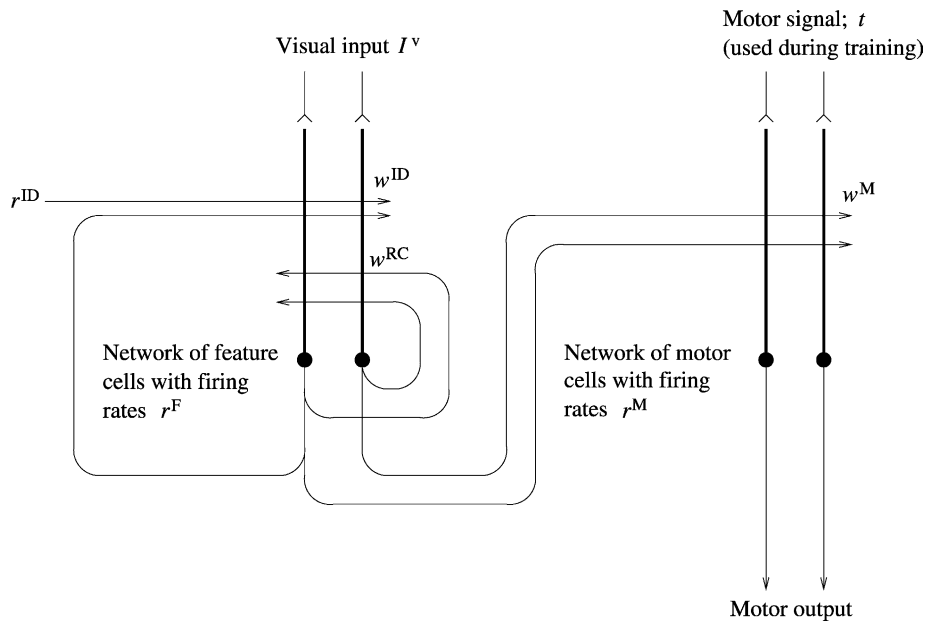 Motor signal; t
(used during training)
Visual input I^v
w^ID
r^ID
w^M
w^RC
Network of feature
cells with firing
rates r^F
Network of motor
cells with firing
rates r^M
Motor output